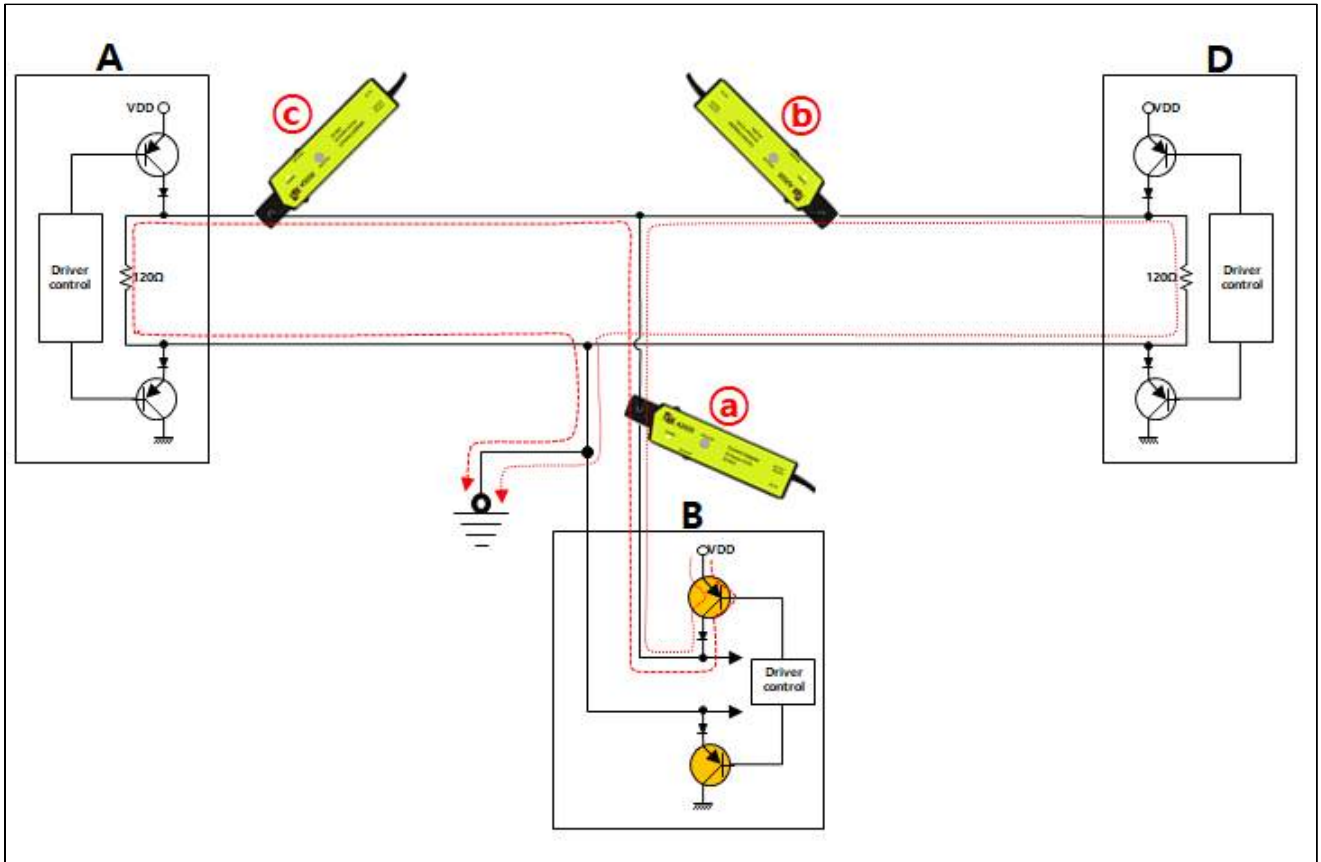 A
D
ⓒ
ⓑ
VDD
VDD
Driver
control
120Ω
120Ω
Driver
control
ⓐ
B
VDD
Driver
control